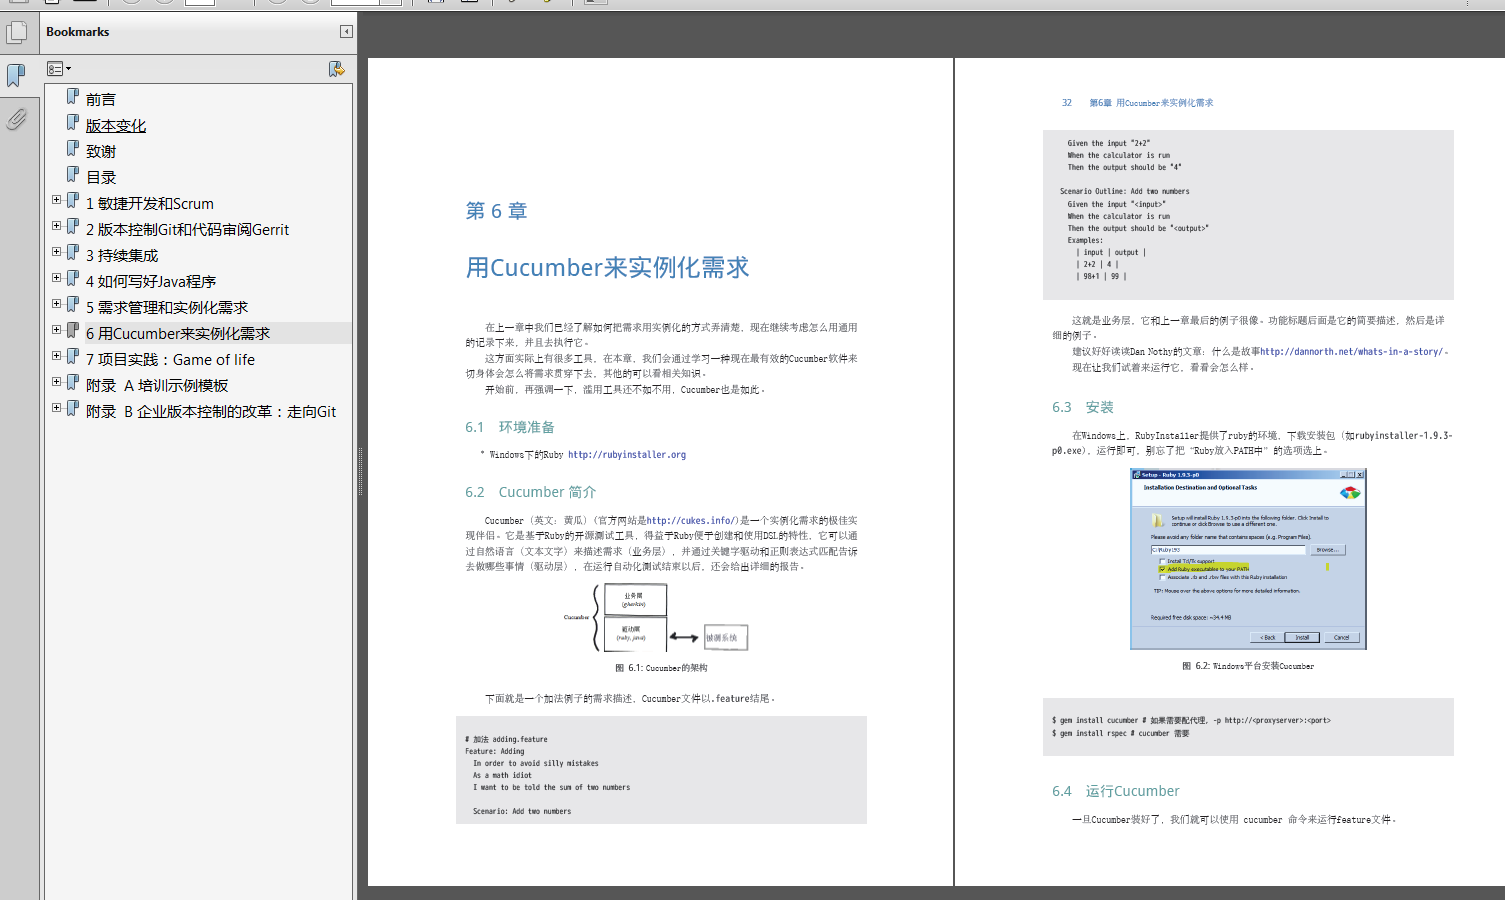 Bookmarks
前言
版本变化
致谢
目录
1 敏捷开发和Scrum
2 版本控制Git和代码审阅Gerrit
3 持续集成
4 如何写好Java程序
5 需求管理和实例化需求
6 用Cucumber来实例化需求
7 项目实践：Game of life
附录 A 培训示例模板
附录 B 企业版本控制的改革：走向Git
第 6 章
用Cucumber来实例化需求
在上一章中我们已经了解如何把需求用实例化的方式弄清楚，现在继续考虑怎么用通用
的记录下来，并且去执行它。
这方面实际上有很多工具，在本章，我们会通过学习一种现在最有效的Cucumber软件来
切身体会怎么将需求贯穿下去，其他的可以看相关知识。
开始前，再强调一下，滥用工具还不如不用，Cucumber也是如此。
6.1 环境准备
* Windows下的Ruby http://rubyinstaller.org
6.2 Cucumber 简介
Cucumber（英文：黄瓜）(官方网站是http://cukes.info/)是一个实例化需求的极佳实
现伴侣。它是基于Ruby的开源测试工具，得益于Ruby便于创建和使用DSL的特性，它可以通
过自然语言（文本文字）来描述需求（业务层），并通过关键字驱动和正则表达式匹配告诉
去做哪些事情（驱动层），在运行自动化测试结束以后，还会给出详细的报告。
业务层
(gherkin)
Cucumber
驱动层
(ruby, java)
被测系统
图 6.1: Cucumber的架构
下面就是一个加法例子的需求描述，Cucumber文件以.feature结尾。
# 加法 adding.feature
Feature: Adding
In order to avoid silly mistakes
As a math idiot
I want to be told the sum of two numbers
Scenario: Add two numbers
32 第6章 用Cucumber来实例化需求
Given the input "2+2"
When the calculator is run
Then the output should be "4"
Scenario Outline: Add two numbers
Given the input "<input>"
When the calculator is run
Then the output should be "<output>"
Examples:
| input | output |
| 2+2 | 4 |
| 98+1 | 99 |
这就是业务层，它和上一章最后的例子很像。功能标题后面是它的简要描述，然后是详
细的例子。
建议好好读读Dan Nothy的文章：什么是故事http://dannorth.net/whats-in-a-story/。
现在让我们试着来运行它，看看会怎么样。
6.3 安装
在Windows上，RubyInstaller提供了ruby的环境，下载安装包（如rubyinstaller-1.9.3-
p0.exe），运行即可，别忘了把“Ruby放入PATH中”的选项选上。
Setup - Ruby 1.9.3-p0
Installation Destination and Optional Tasks
Setup will install Ruby 1.9.3-p0 into the following folder. Click Install to
continue or click Browse to use a different one.
Please avoid any folder name that contains spaces (e.g. Program Files).
C:\Ruby193
Browse...
Install Tcl/Tk support
Add Ruby executables to your PATH
Associate .rb and .rbw files with this Ruby installation
TIP: Mouse over the above options for more detailed information.
Required free disk space: ~34.4 MB
< Back
Install
Cancel
图 6.2: Windows平台安装Cucumber
$ gem install cucumber # 如果需要配代理，-p http://<proxyserver>:<port>
$ gem install rspec # cucumber 需要
6.4 运行Cucumber
一旦Cucumber装好了，我们就可以使用 cucumber 命令来运行feature文件。